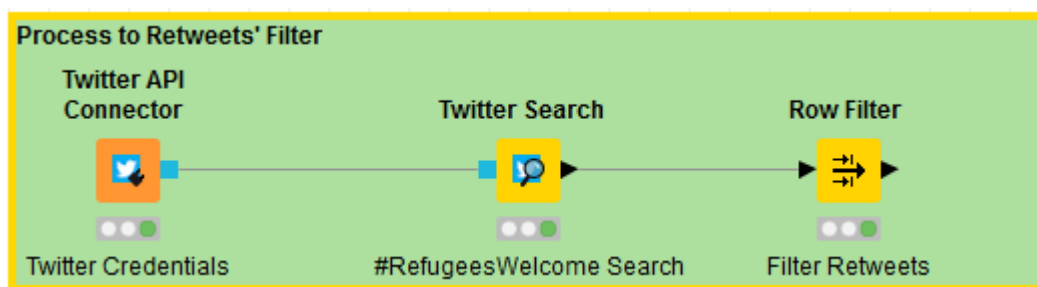 Process to Retweets' Filter
Twitter API
Connector
Twitter Search
Row Filter
Twitter Credentials
#RefugeesWelcome Search
Filter Retweets